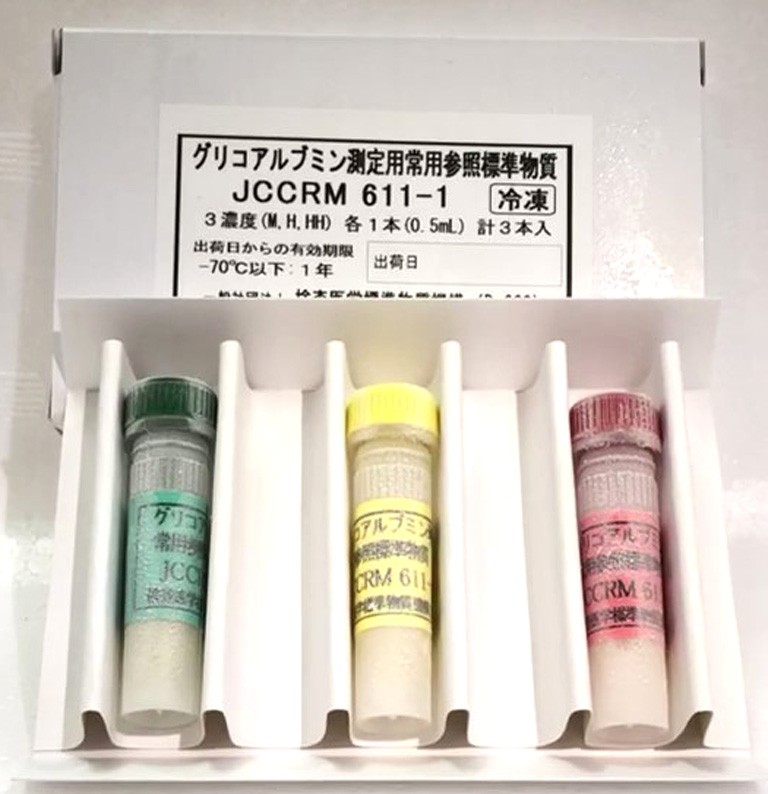 グリコアルブミン測定用常用参照標準物質
JCCRM 611-1 冷凍
3濃度(M,H,HH) 各1本(0.5mL) 計3本入
出荷日からの有効期限
-70℃以下:1年
出荷日
グリコア
常用
JCC
コアルブミン
CRM 611-
リコアルブミ
CCRM 61